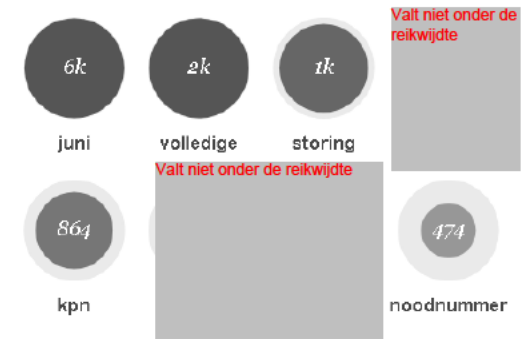 6k
2k
1k
Valt niet onder de
reikwijdte
juni
volledige
storing
Valt niet onder de reikwijdte
864
474
kpn
noodnummer